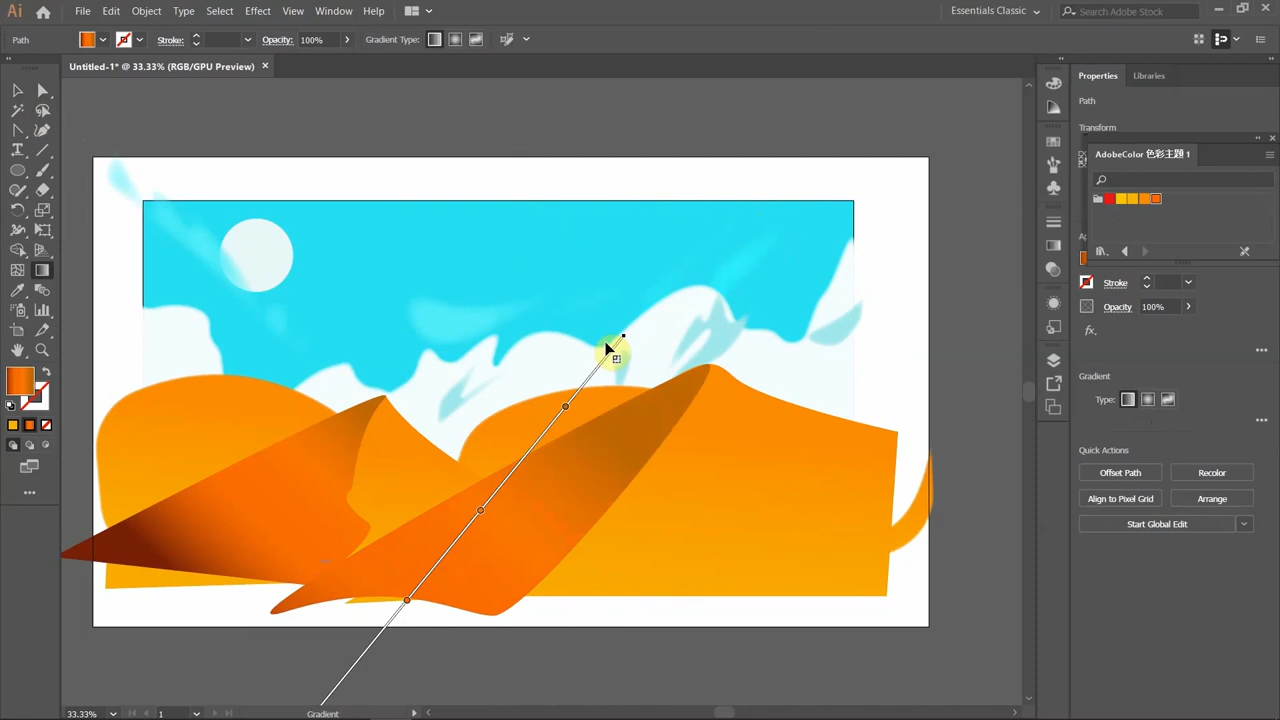 Ai File Edit Object Type Select Effect View Window Help Essentials Classic Search Adobe Stock
Path Stroke: Opacity: 100% Gradient Type:
Untitled-1* @ 33.33% (RGB/GPU Preview) ×
Properties Libraries
Path
Transform
AdobeColor 色彩主題 1
Stroke
Opacity 100%
fx.
Gradient
Type:
Quick Actions
Offset Path Recolor
Align to Pixel Grid Arrange
Start Global Edit
33.33% 1 Gradient